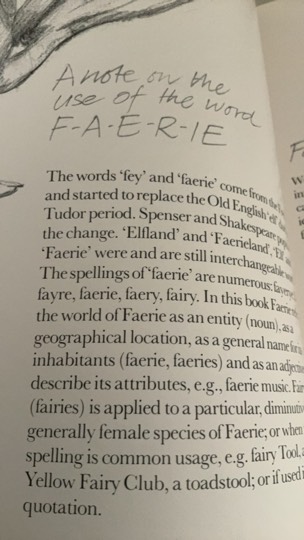 A note on the
use of the word
F-A-E-R-IE
The words 'fey' and 'faerie' come from the
and started to replace the Old English 'elf'
Tudor period. Spenser and Shakespeare
the change. 'Elfland' and 'Faerieland',
'Faerie' were and are still interchangeable
The spellings of 'faerie' are numerous:
fayre, faerie, faery, fairy. In this book Faerie
the world of Faerie as an entity (noun), as a
geographical location, as a general name for
inhabitants (faerie, faeries) and as an
describe its attributes, e.g., faerie music.
(fairies) is applied to a particular,
generally female species of Faerie; or when
spelling is common usage, e.g. fairy Tool,
Yellow Fairy Club, a toadstool; or if used
quotation.